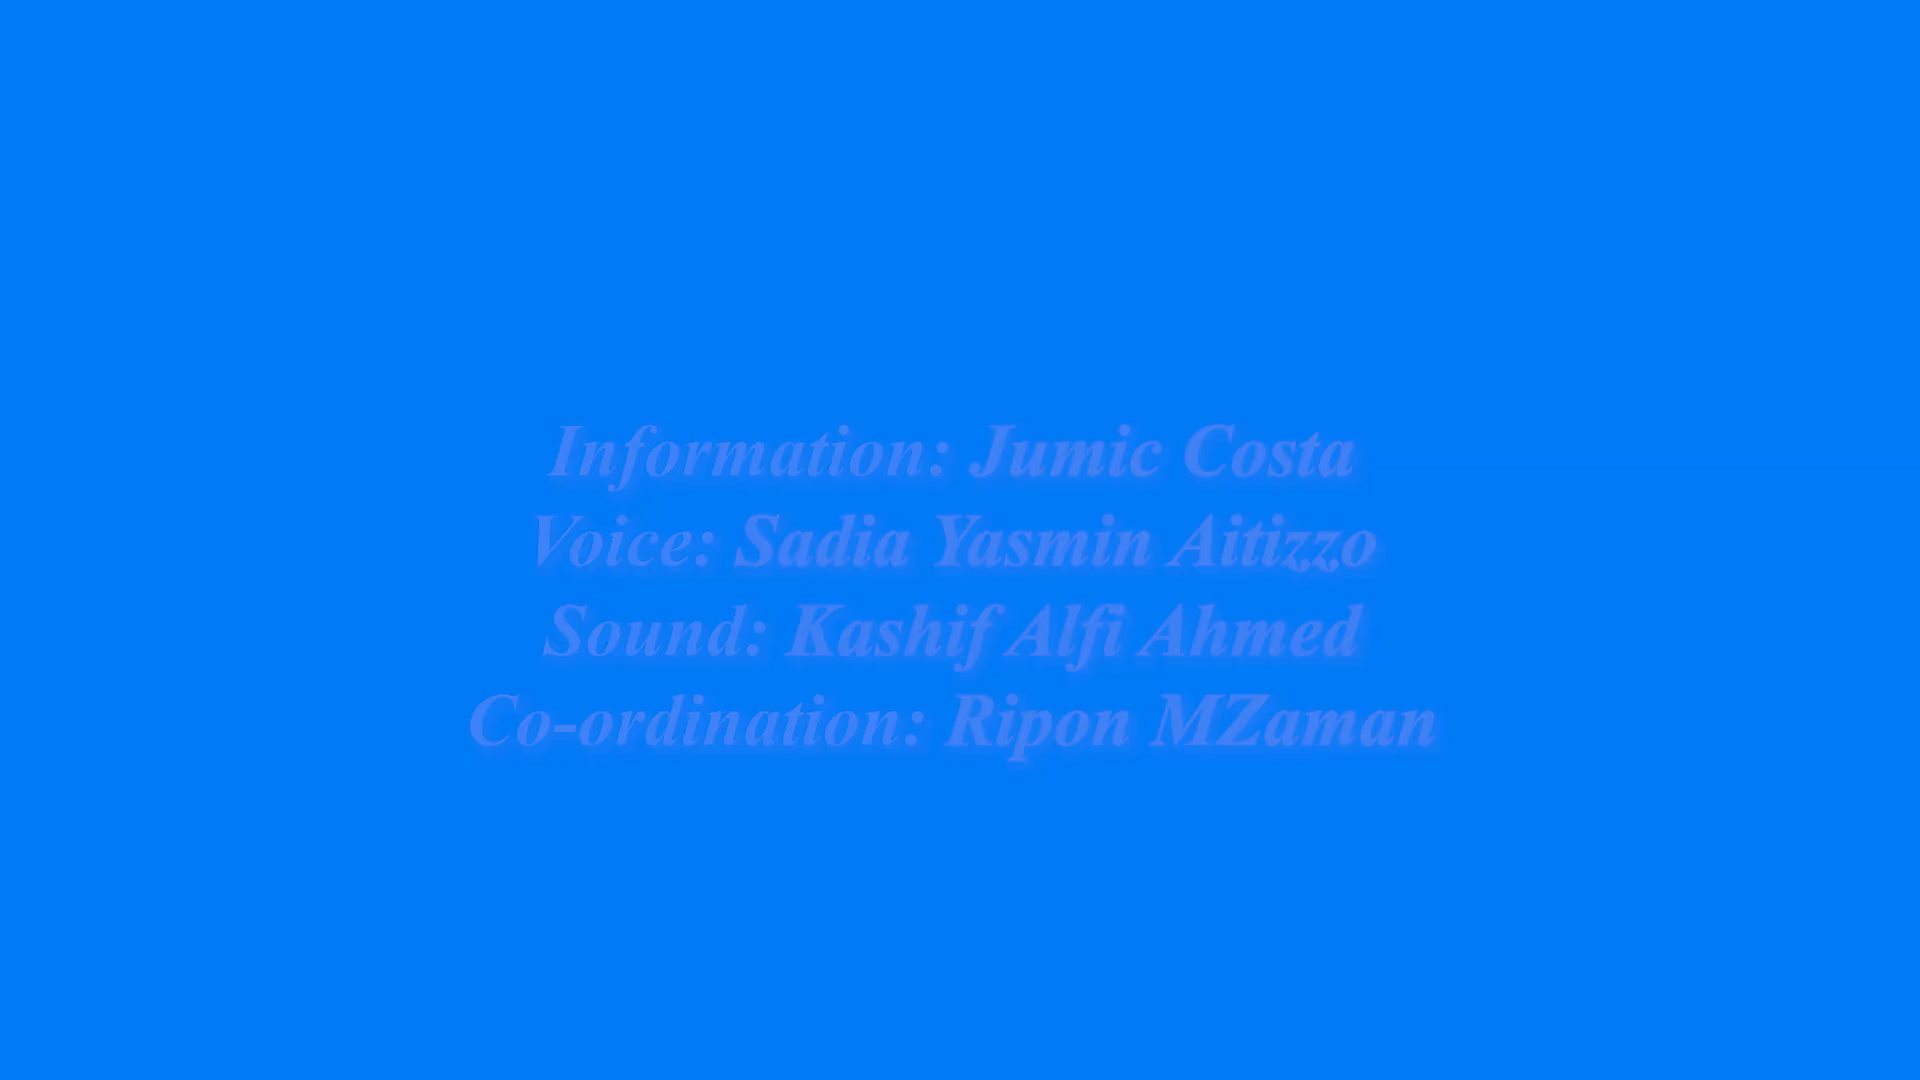 Information: Jumic Costa
Voice: Sadia Yasmin Aitizzo
Sound: Kashif Alfi Ahmed
Co-ordination: Ripon MZaman